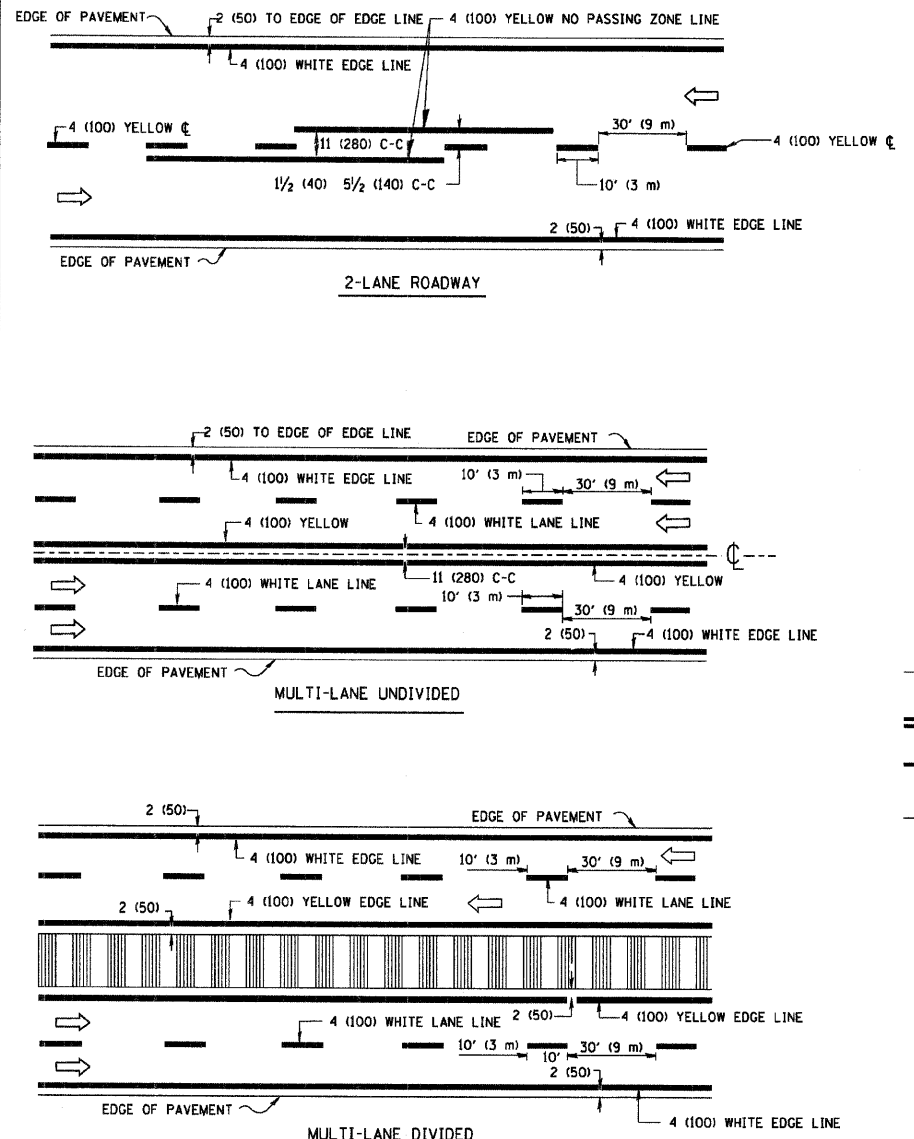 EDGE OF PAVEMENT
2 (50) TO EDGE OF EDGE LINE
4 (100) YELLOW NO PASSING ZONE LINE
4 (100) WHITE EDGE LINE
4 (100) YELLOW ℄
30' (9 m)
4 (100) YELLOW ℄
11 (280) C-C
1½ (40) 5½ (140) C-C
10' (3 m)
2 (50)
4 (100) WHITE EDGE LINE
EDGE OF PAVEMENT
2-LANE ROADWAY
2 (50) TO EDGE OF EDGE LINE
EDGE OF PAVEMENT
4 (100) WHITE EDGE LINE
10' (3 m)
30' (9 m)
4 (100) YELLOW
4 (100) WHITE LANE LINE
℄
4 (100) WHITE LANE LINE
11 (280) C-C
4 (100) YELLOW
10' (3 m)
30' (9 m)
2 (50)
4 (100) WHITE EDGE LINE
EDGE OF PAVEMENT
MULTI-LANE UNDIVIDED
2 (50)
EDGE OF PAVEMENT
4 (100) WHITE EDGE LINE
10' (3 m)
30' (9 m)
2 (50)
4 (100) YELLOW EDGE LINE
4 (100) WHITE LANE LINE
4 (100) WHITE LANE LINE
2 (50)
4 (100) YELLOW EDGE LINE
10' (3 m)
10'
30' (9 m)
2 (50)
EDGE OF PAVEMENT
4 (100) WHITE EDGE LINE
MULTI-LANE DIVIDED